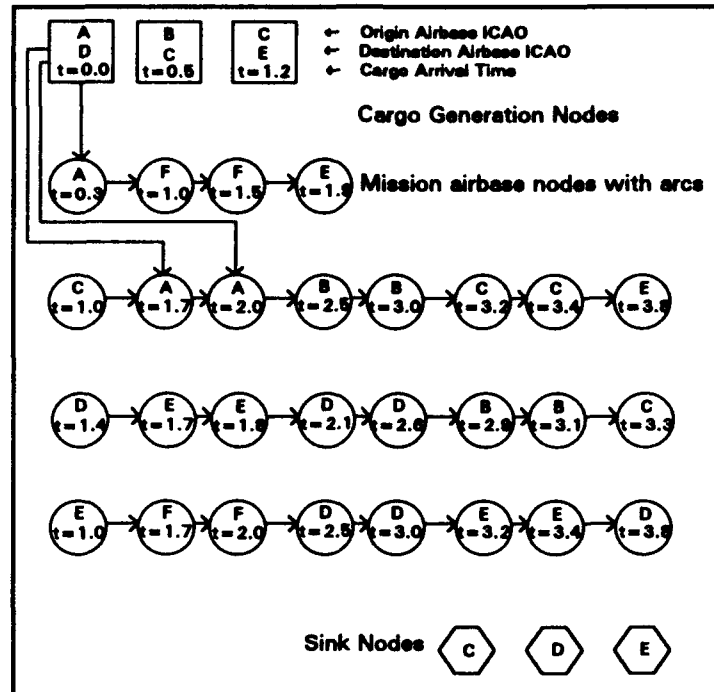 A B C ← Origin Airbase ICAO
D C E ← Destination Airbase ICAO
t=0.0 t=0.5 t=1.2 ← Cargo Arrival Time
Cargo Generation Nodes
A F F E
t=0.3 t=1.0 t=1.5 t=1.9
Mission airbase nodes with arcs
C A A B B C C E
t=1.0 t=1.7 t=2.0 t=2.5 t=3.0 t=3.2 t=3.4 t=3.8
D E E D D B B C
t=1.4 t=1.7 t=1.8 t=2.1 t=2.6 t=2.9 t=3.1 t=3.3
E F F D D E E D
t=1.0 t=1.7 t=2.0 t=2.5 t=3.0 t=3.2 t=3.4 t=3.8
Sink Nodes C D E